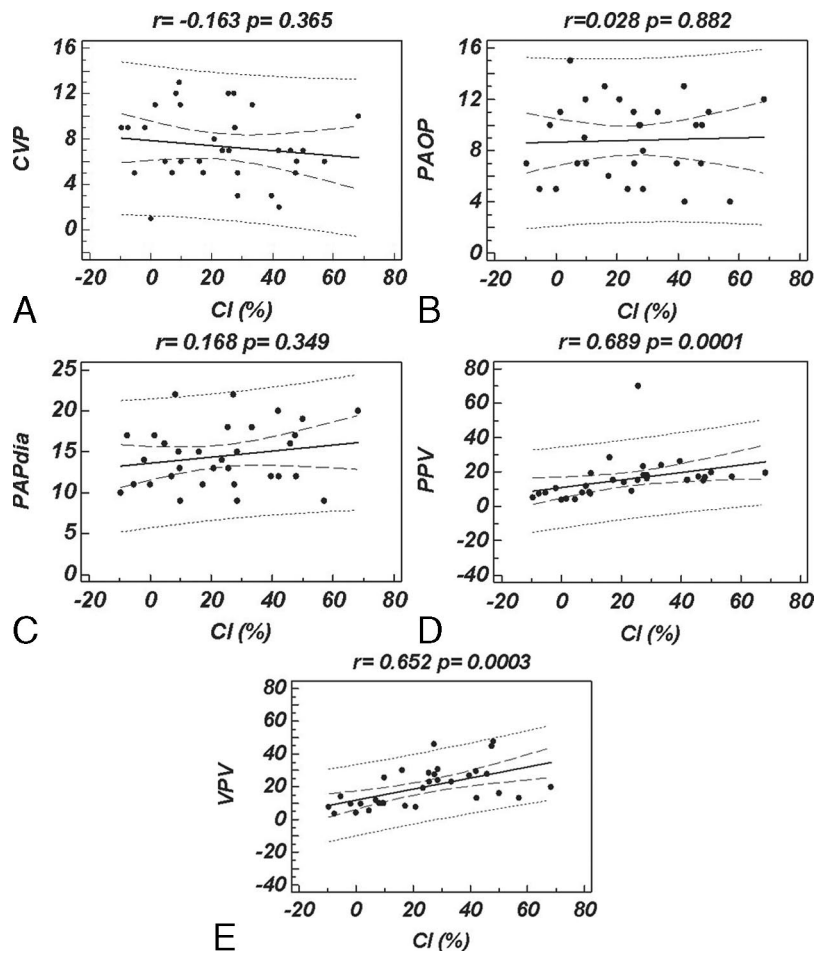 r= -0.163 p= 0.365
16
12
8
4
0
CVP
-20 0 20 40 60 80
CI (%)
A
r=0.028 p= 0.882
16
12
8
4
0
PAOP
-20 0 20 40 60 80
CI (%)
B
r= 0.168 p= 0.349
25
20
15
10
5
0
PAPdia
-20 0 20 40 60 80
CI (%)
C
r= 0.689 p= 0.0001
80
60
40
20
0
-20
-40
PPV
-20 0 20 40 60 80
CI (%)
D
r= 0.652 p= 0.0003
80
60
40
20
0
-20
-40
VPV
-20 0 20 40 60 80
CI (%)
E